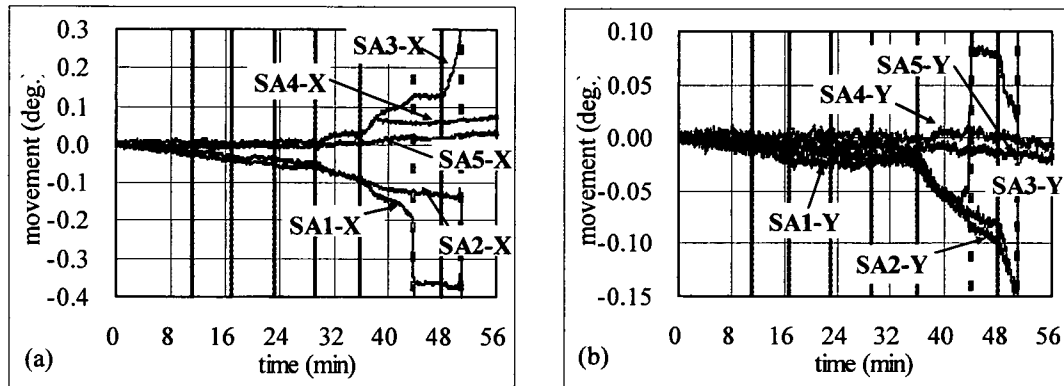 (a)
0.3
0.2
0.1
0.0
-0.1
-0.2
-0.3
-0.4
movement (deg.)
SA3-X
SA4-X
SA5-X
SA1-X
SA2-X
0 8 16 24 32 40 48 56
time (min)
(b)
0.10
0.05
0.00
-0.05
-0.10
-0.15
movement (deg.)
SA5-Y
SA4-Y
SA3-Y
SA1-Y
SA2-Y
0 8 16 24 32 40 48 56
time (min)